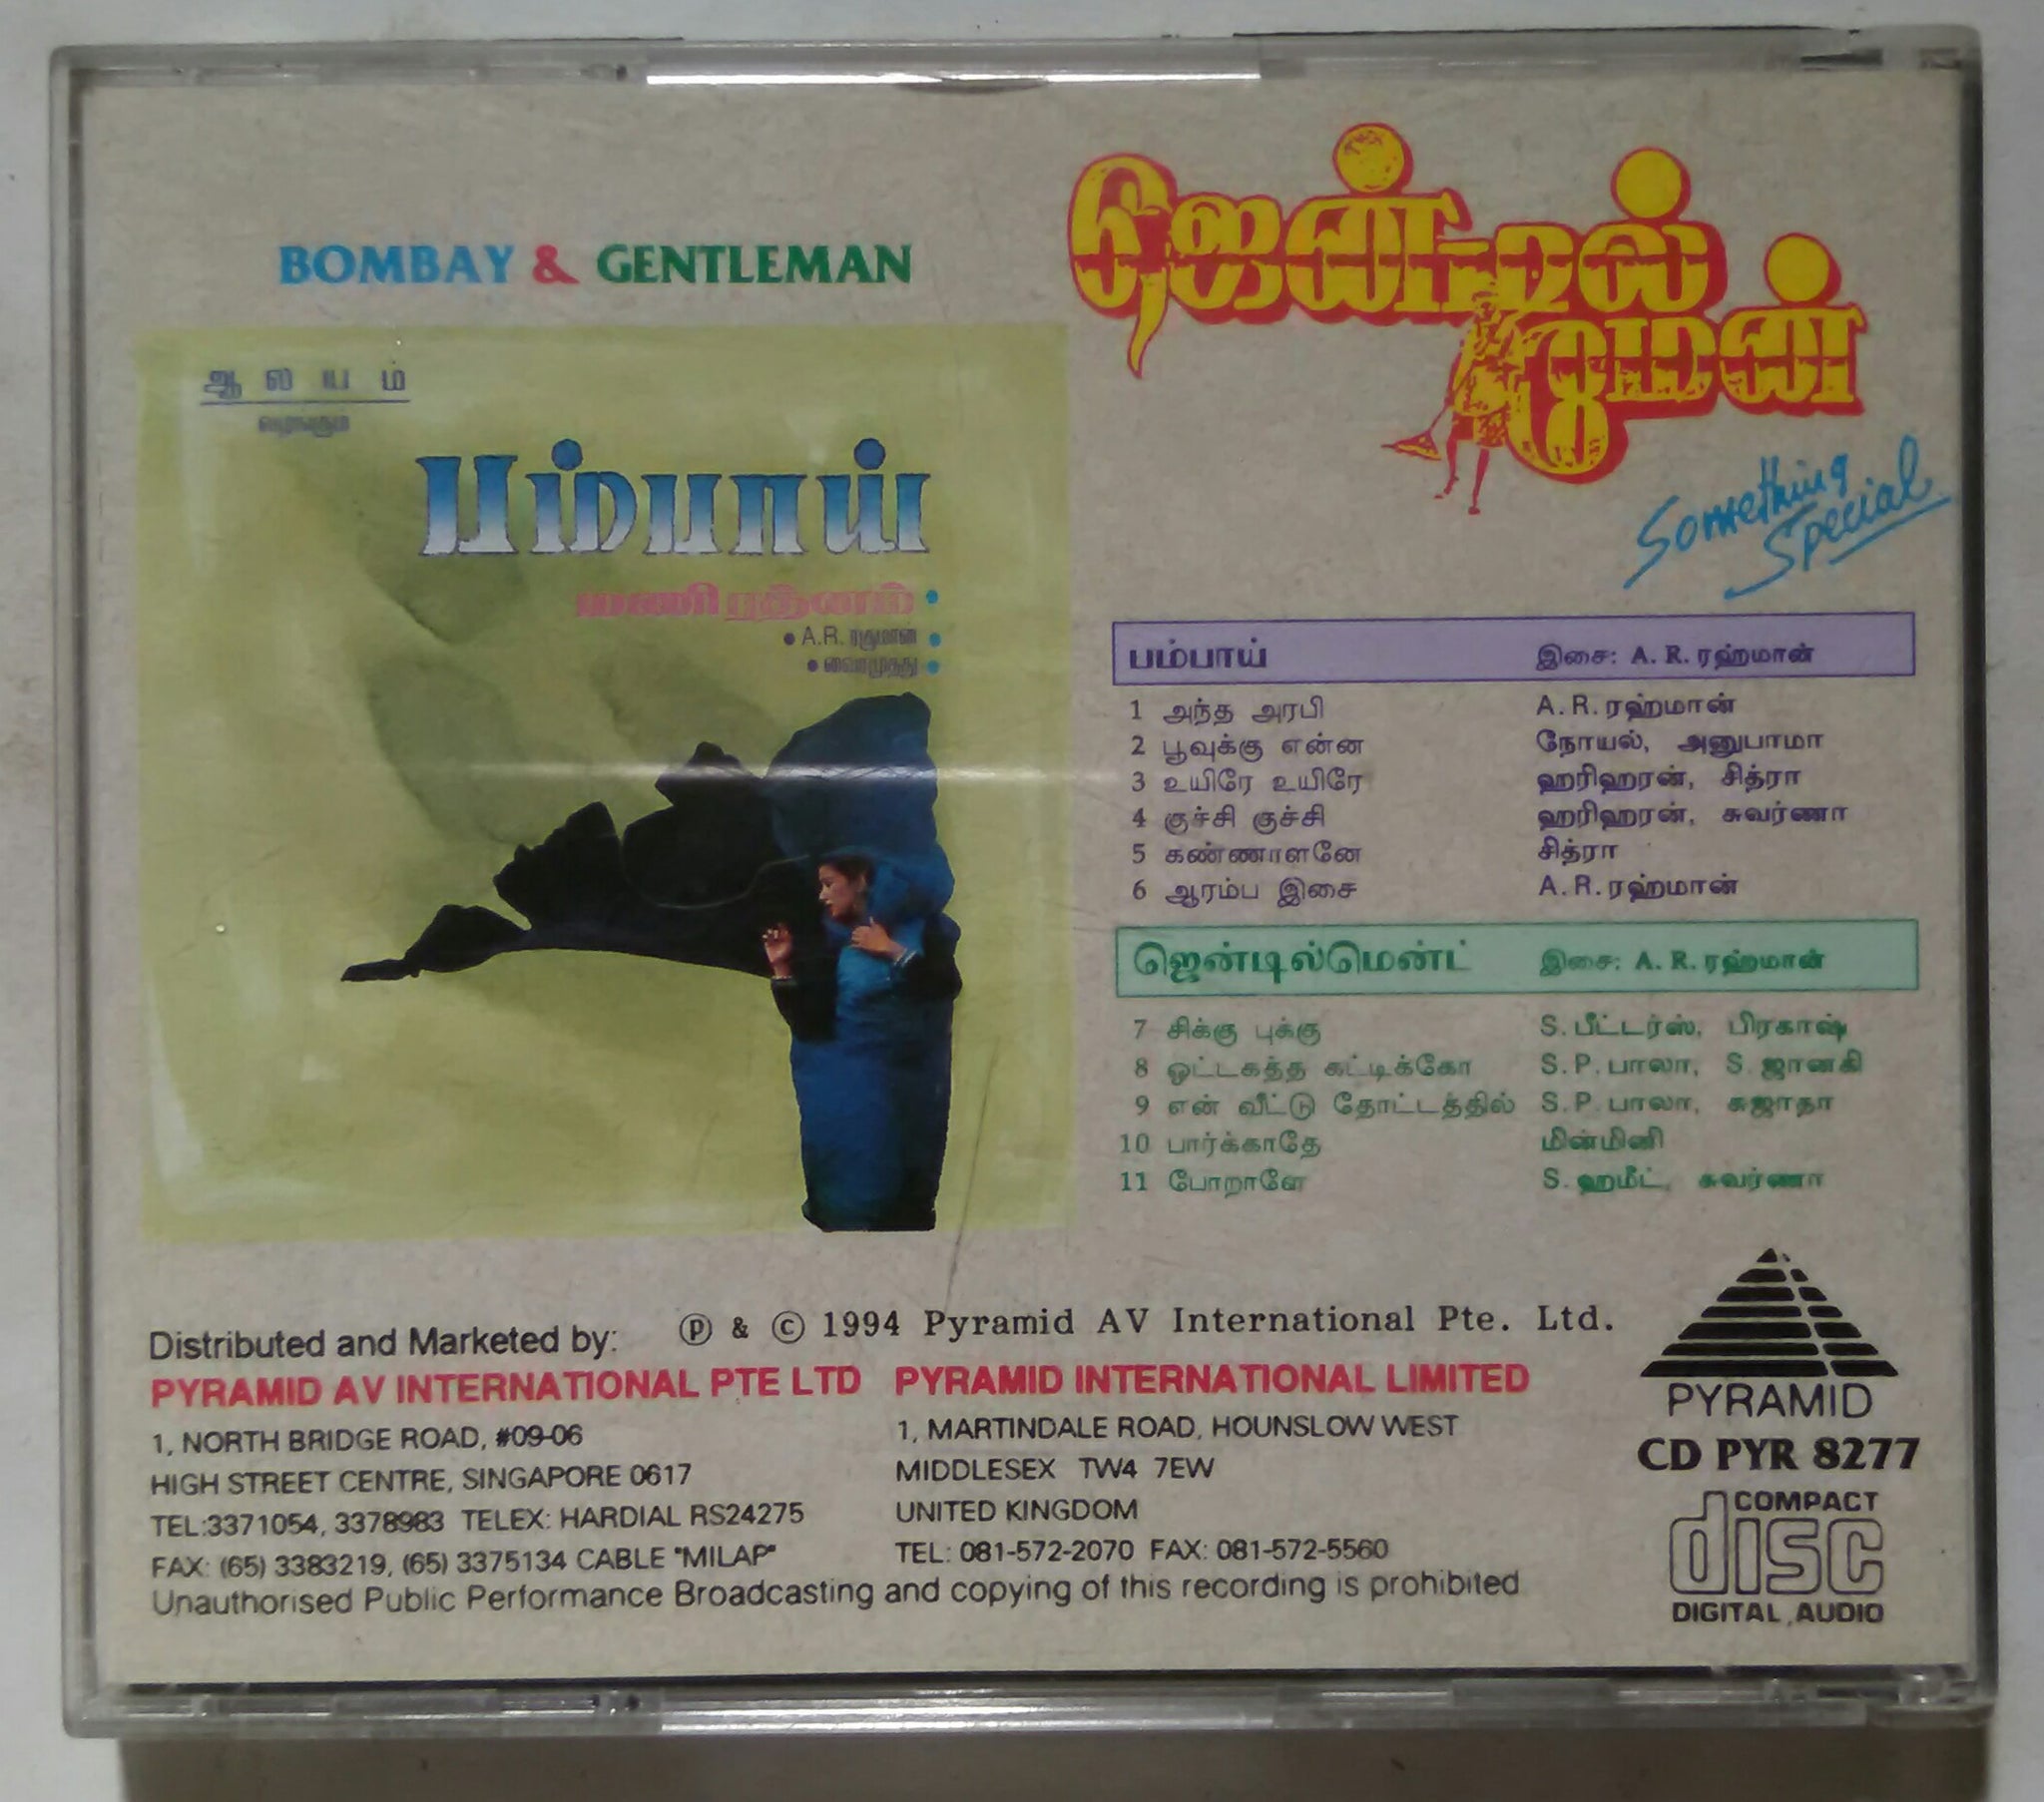 BOMBAY & GENTLEMAN
ஜென்டில்
மேன்
Something
Special
ஆலயம்
வழங்கும்
பம்பாய்
மணி ரத்னம்
A.R. ரஹ்மான்
வைரமுத்து
பம்பாய் இசை: A. R. ரஹ்மான்
1 அந்த அரபி A.R. ரஹ்மான்
2 பூவுக்கு என்ன நோயல், அனுபாமா
3 உயிரே உயிரே ஹரிஹரன், சித்ரா
4 குச்சி குச்சி ஹரிஹரன், சுவர்ணா
5 கண்ணாளனே சித்ரா
6 ஆரம்ப இசை A.R. ரஹ்மான்
ஜென்டில்மென்ட் இசை: A. R. ரஹ்மான்
7 சிக்கு புக்கு S. பீட்டர்ஸ், பிரகாஷ்
8 ஒட்டகத்த கட்டிக்கோ S.P. பாலா, S. ஜானகி
9 என் வீட்டு தோட்டத்தில் S.P. பாலா, சுஜாதா
10 பார்க்காதே மின்மினி
11 போறாளே S. ஹமீட், சுவர்ணா
Distributed and Marketed by: Ⓟ & © 1994 Pyramid AV International Pte. Ltd.
PYRAMID AV INTERNATIONAL PTE LTD
1, NORTH BRIDGE ROAD, #09-06
HIGH STREET CENTRE, SINGAPORE 0617
TEL:3371054, 3378983 TELEX: HARDIAL RS24275
FAX: (65) 3383219, (65) 3375134 CABLE "MILAP"
PYRAMID INTERNATIONAL LIMITED
1, MARTINDALE ROAD, HOUNSLOW WEST
MIDDLESEX TW4 7EW
UNITED KINGDOM
TEL: 081-572-2070 FAX: 081-572-5560
Unauthorised Public Performance Broadcasting and copying of this recording is prohibited
PYRAMID
CD PYR 8277
COMPACT
disc
DIGITAL AUDIO